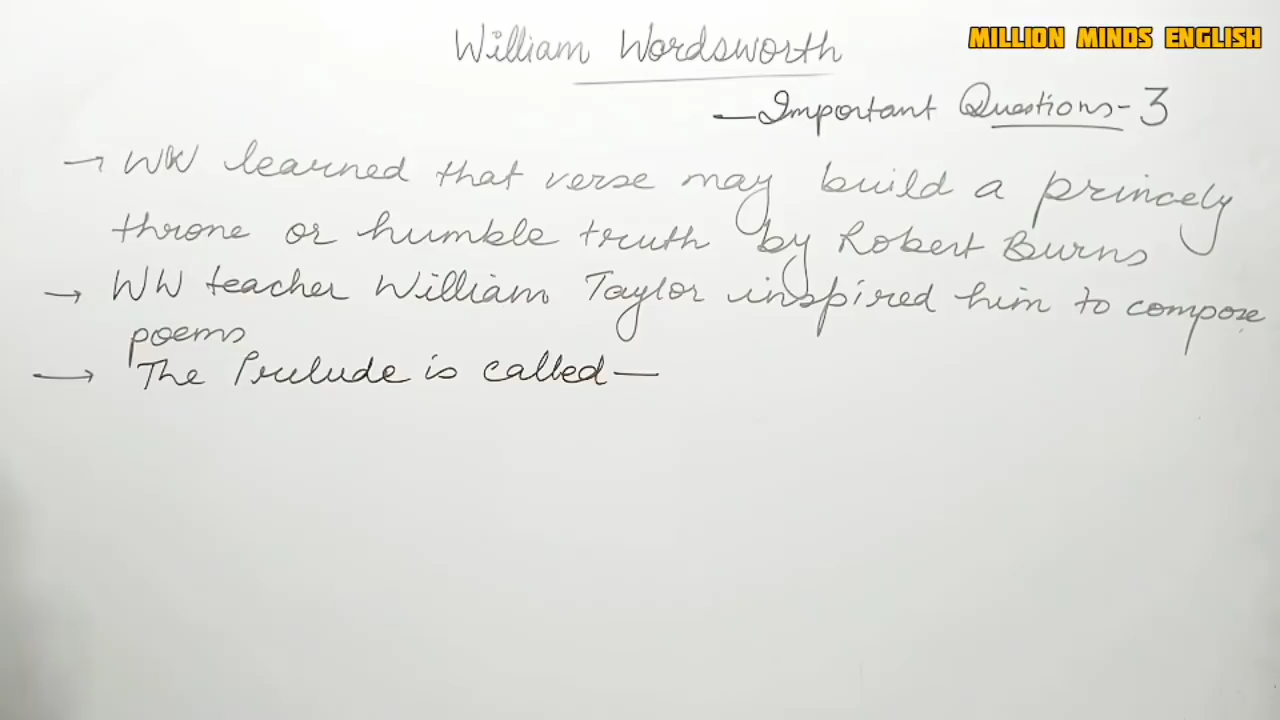 William Wordsworth
MILLION MINDS ENGLISH
— Important Questions - 3
→ WW learned that verse may build a princely
throne or humble truth by Robert Burns
→ WW teacher William Taylor inspired him to compose
poems
→ The Prelude is called —